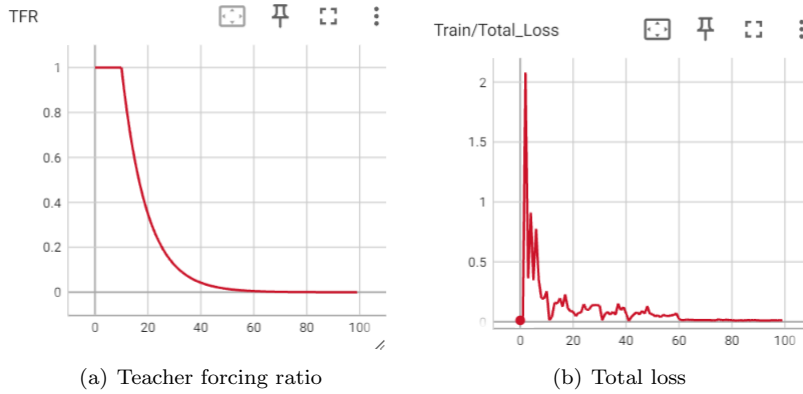 TFR
1
0.8
0.6
0.4
0.2
0
0 20 40 60 80 100
(a) Teacher forcing ratio
Train/Total_Loss
2
1.5
1
0.5
0
0 20 40 60 80 100
(b) Total loss